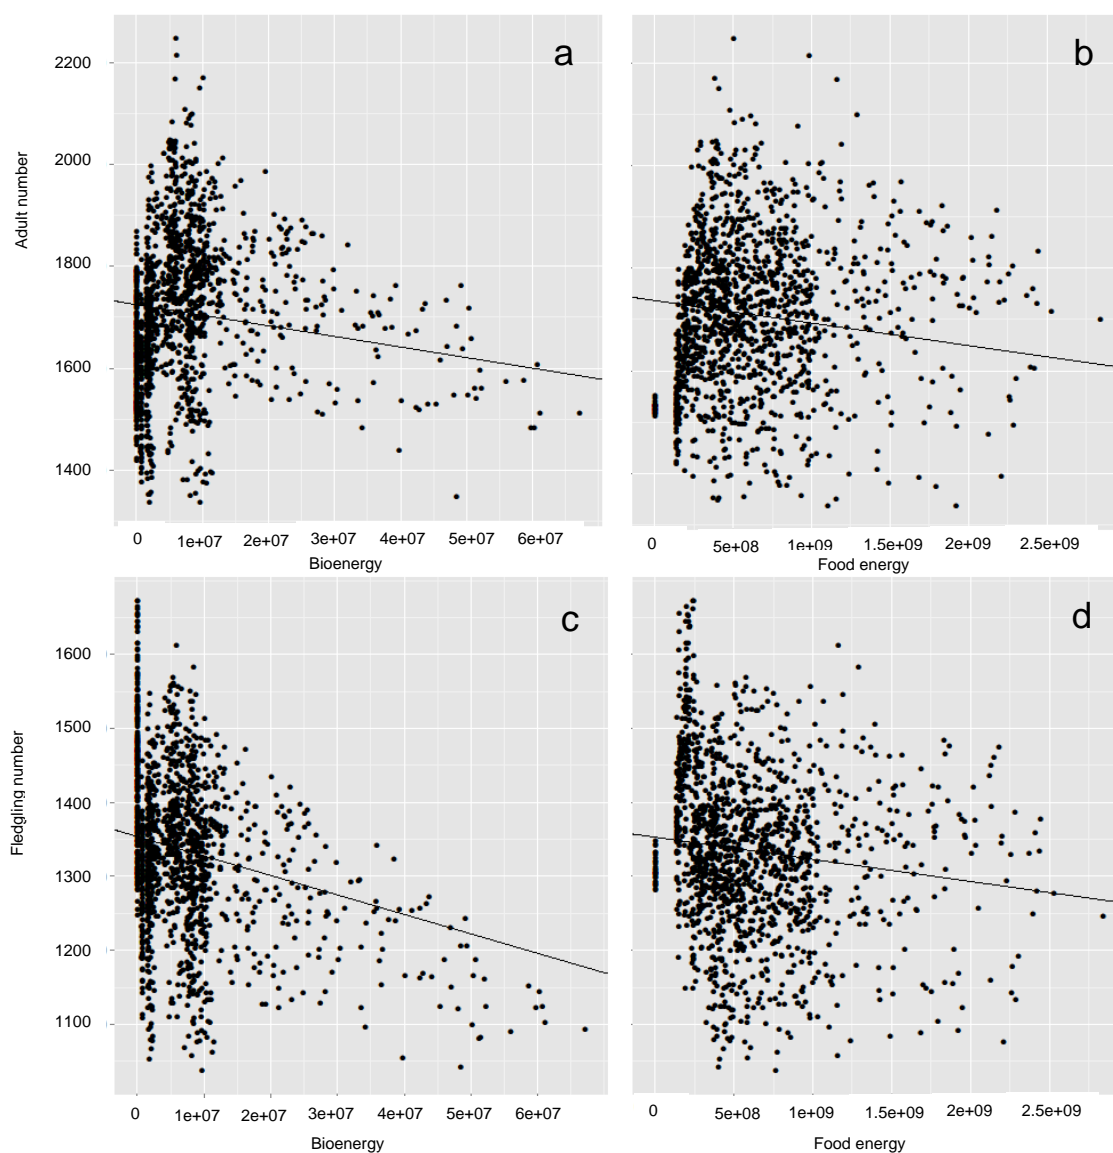 a
b
2200
2000
1800
1600
1400
Adult number
0
1e+07
2e+07
3e+07
4e+07
5e+07
6e+07
Bioenergy
0
5e+08
1e+09
1.5e+09
2e+09
2.5e+09
Food energy
c
d
1600
1500
1400
1300
1200
1100
Fledgling number
0
1e+07
2e+07
3e+07
4e+07
5e+07
6e+07
Bioenergy
0
5e+08
1e+09
1.5e+09
2e+09
2.5e+09
Food energy